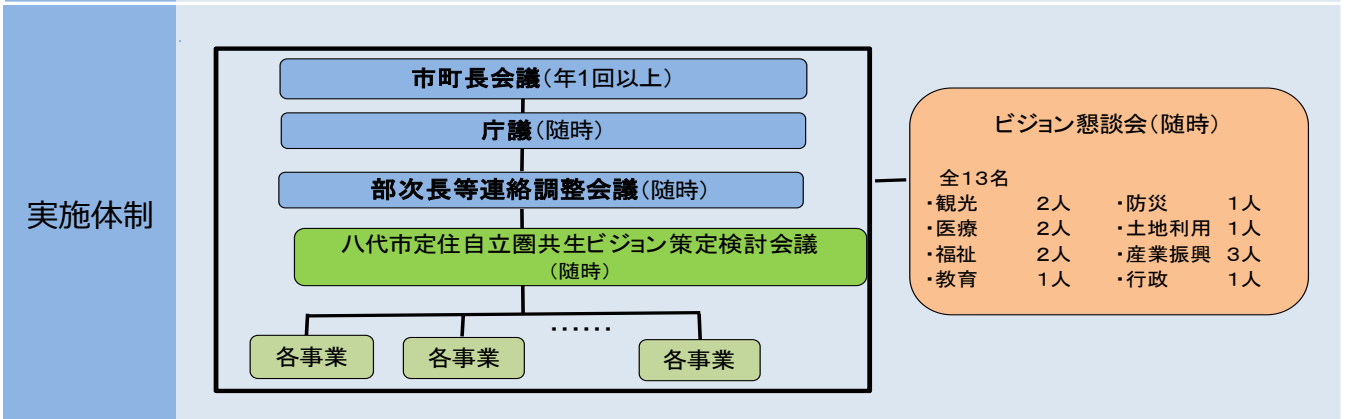 実施体制
市町長会議(年1回以上)
庁議(随時)
部次長等連絡調整会議(随時)
八代市定住自立圏共生ビジョン策定検討会議
(随時)
各事業
各事業
……
各事業
ビジョン懇談会(随時)
全13名
・観光 2人 ・防災 1人
・医療 2人 ・土地利用 1人
・福祉 2人 ・産業振興 3人
・教育 1人 ・行政 1人